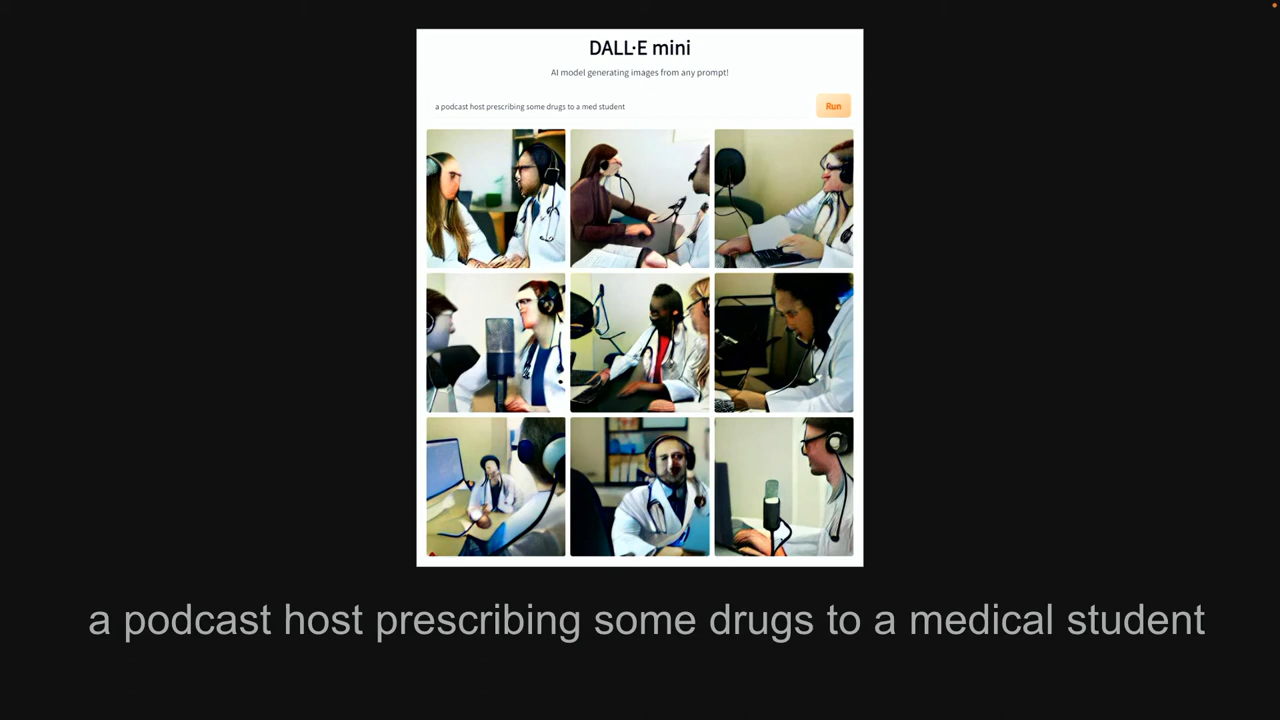 DALL·E mini
AI model generating images from any prompt!
a podcast host prescribing some drugs to a med student
Run
a podcast host prescribing some drugs to a medical student